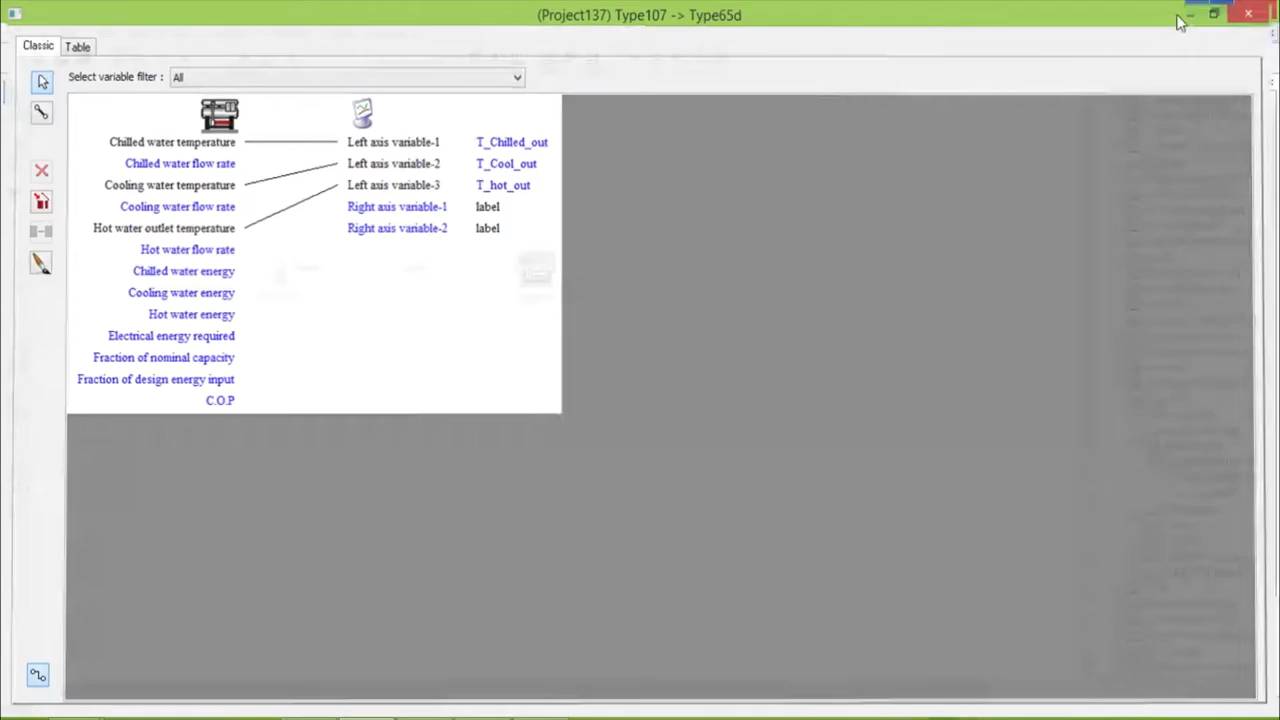 (Project137) Type107 -> Type65d
Classic Table
Select variable filter : All
Chilled water temperature Left axis variable-1 T_Chilled_out
Chilled water flow rate Left axis variable-2 T_Cool_out
Cooling water temperature Left axis variable-3 T_hot_out
Cooling water flow rate Right axis variable-1 label
Hot water outlet temperature Right axis variable-2 label
Hot water flow rate
Chilled water energy
Cooling water energy
Hot water energy
Electrical energy required
Fraction of nominal capacity
Fraction of design energy input
C.O.P